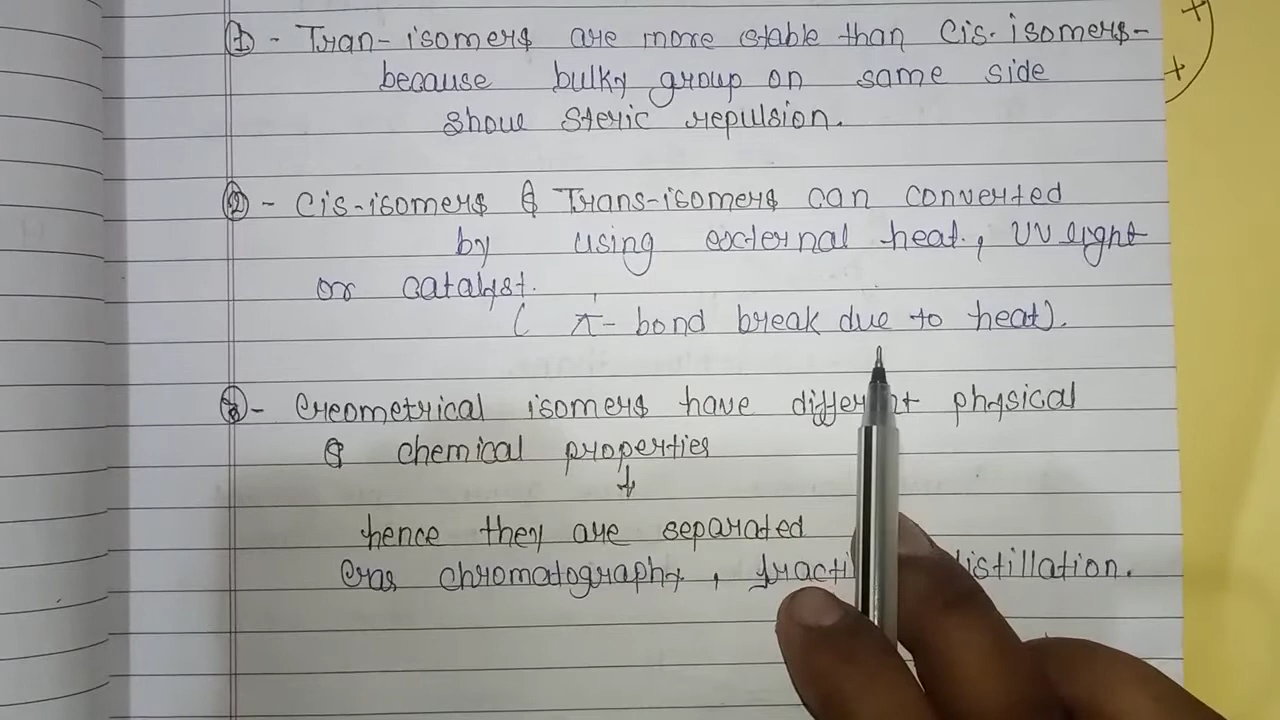 ① - Tran-isomers are more stable than Cis-isomers-
because bulky group on same side
show steric repulsion.
② - Cis-isomers & Trans-isomers can converted
by using external heat, UV light
or catalyst.
( π- bond break due to heat).
③ - Geometrical isomers have different physical
& chemical properties
↓
hence they are separated
Gas chromatography, distillation.